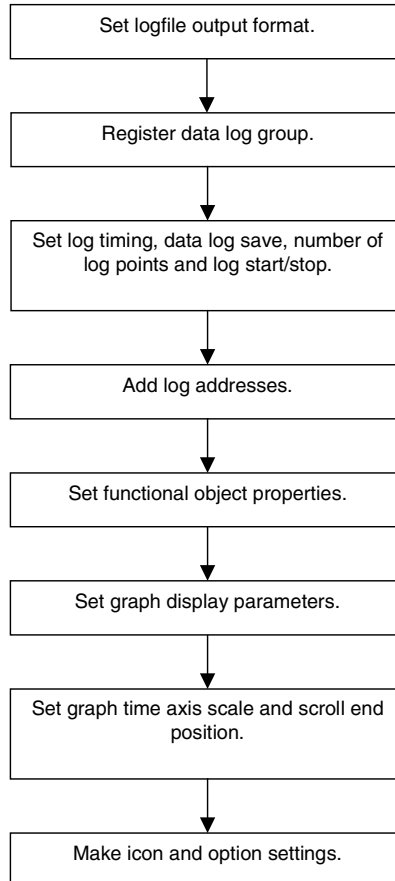 Set logfile output format.
Register data log group.
Set log timing, data log save, number of
log points and log start/stop.
Add log addresses.
Set functional object properties.
Set graph display parameters.
Set graph time axis scale and scroll end
position.
Make icon and option settings.